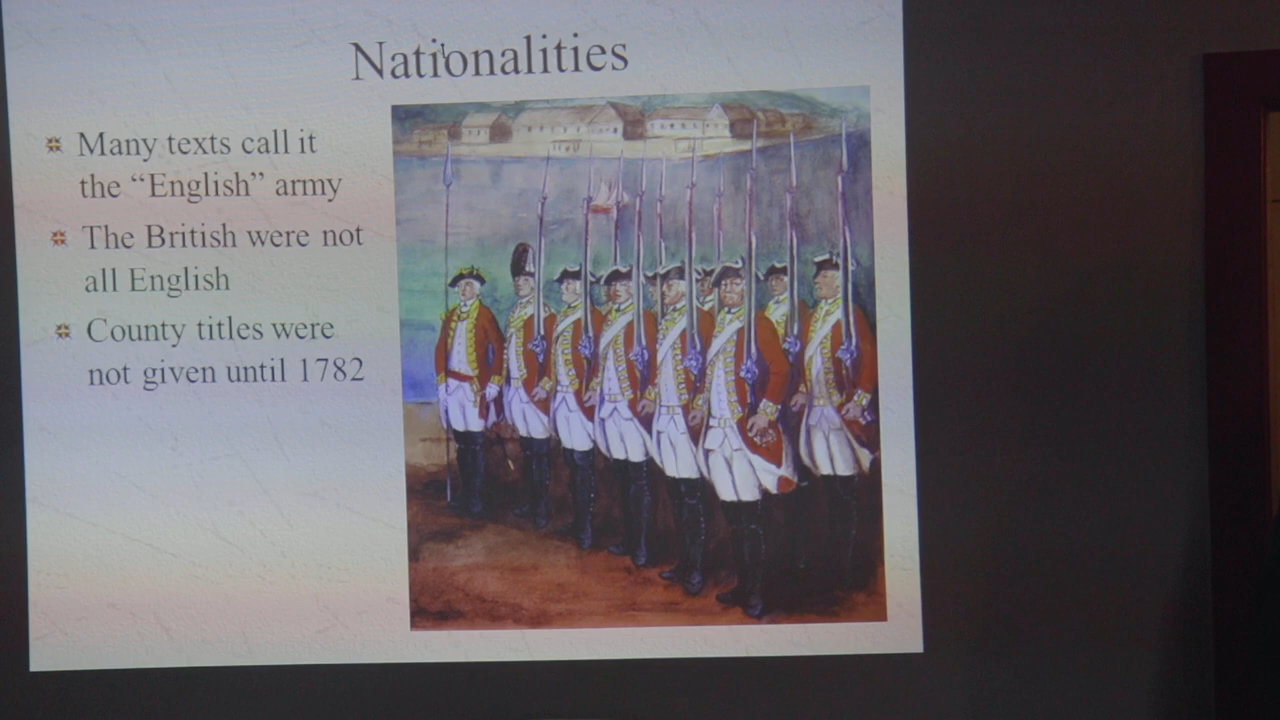 Nationalities
Many texts call it
the “English” army
The British were not
all English
County titles were
not given until 1782